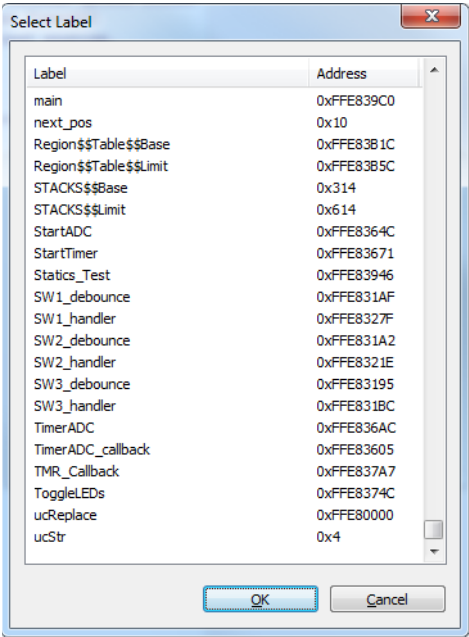 Select Label
Label Address
main 0xFFE839C0
next_pos 0x10
Region$$Table$$Base 0xFFE83B1C
Region$$Table$$Limit 0xFFE83B5C
STACKS$$Base 0x314
STACKS$$Limit 0x614
StartADC 0xFFE8364C
StartTimer 0xFFE83671
Statics_Test 0xFFE83946
SW1_debounce 0xFFE831AF
SW1_handler 0xFFE8327F
SW2_debounce 0xFFE831A2
SW2_handler 0xFFE8321E
SW3_debounce 0xFFE83195
SW3_handler 0xFFE831BC
TimerADC 0xFFE836AC
TimerADC_callback 0xFFE83605
TMR_Callback 0xFFE837A7
ToggleLEDs 0xFFE8374C
ucReplace 0xFFE80000
ucStr 0x4
OK Cancel